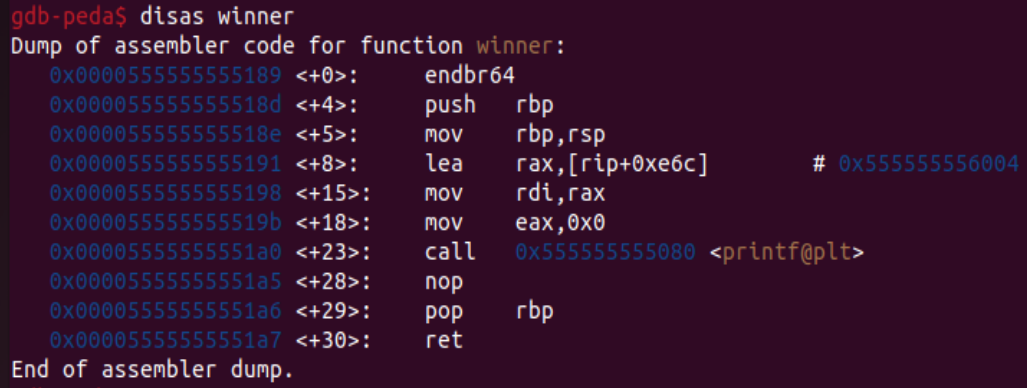 gdb-peda$ disas winner
Dump of assembler code for function winner:
   0x0000555555555189 <+0>:     endbr64
   0x000055555555518d <+4>:     push   rbp
   0x000055555555518e <+5>:     mov    rbp,rsp
   0x0000555555555191 <+8>:     lea    rax,[rip+0xe6c]        # 0x555555556004
   0x0000555555555198 <+15>:    mov    rdi,rax
   0x000055555555519b <+18>:    mov    eax,0x0
   0x00005555555551a0 <+23>:    call   0x555555555080 <printf@plt>
   0x00005555555551a5 <+28>:    nop
   0x00005555555551a6 <+29>:    pop    rbp
   0x00005555555551a7 <+30>:    ret
End of assembler dump.